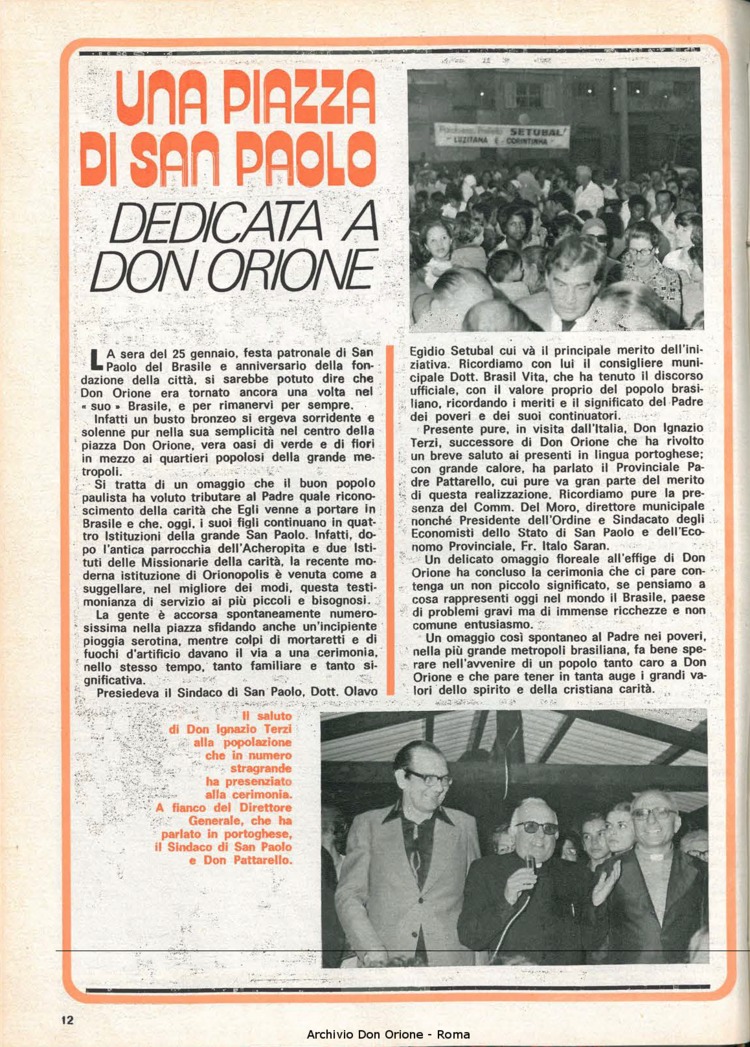 UNA PIAZZA
DI SAN PAOLO
DEDICATA A
DON ORIONE
SETUBAL!
"LUZITANA E CORINTINHA"
LA sera del 25 gennaio, festa patronale di San
Paolo del Brasile e anniversario della fon-
dazione della città, si sarebbe potuto dire che
Don Orione era tornato ancora una volta nel
« suo » Brasile, e per rimanervi per sempre.
Infatti un busto bronzeo si ergeva sorridente e
solenne pur nella sua semplicità nel centro della
piazza Don Orione, vera oasi di verde e di fiori
in mezzo ai quartieri popolosi della grande me-
tropoli.
Si tratta di un omaggio che il buon popolo
paulista ha voluto tributare al Padre quale ricono-
scimento della carità che Egli venne a portare in
Brasile e che, oggi, i suoi figli continuano in quat-
tro Istituzioni della grande San Paolo. Infatti, do-
po l'antica parrocchia dell'Acheropita e due Isti-
tuti delle Missionarie della carità, la recente mo-
derna istituzione di Orionopolis è venuta come a
suggellare, nel migliore dei modi, questa testi-
monianza di servizio ai più piccoli e bisognosi.
La gente è accorsa spontaneamente numero-
sissima nella piazza sfidando anche un'incipiente
pioggia serotina, mentre colpi di mortaretti e di
fuochi d'artificio davano il via a una cerimonia,
nello stesso tempo, tanto familiare e tanto si-
gnificativa.
Presiedeva il Sindaco di San Paolo, Dott. Olavo
Egidio Setubal cui và il principale merito dell'ini-
ziativa. Ricordiamo con lui il consigliere muni-
cipale Dott. Brasil Vita, che ha tenuto il discorso
ufficiale, con il valore proprio del popolo brasi-
liano, ricordando i meriti e il significato del Padre
dei poveri e dei suoi continuatori.
Presente pure, in visita dall'Italia, Don Ignazio
Terzi, successore di Don Orione che ha rivolto
un breve saluto ai presenti in lingua portoghese;
con grande calore, ha parlato il Provinciale Pa-
dre Pattarello, cui pure va gran parte del merito
di questa realizzazione. Ricordiamo pure la pre-
senza del Comm. Del Moro, direttore municipale
nonché Presidente dell'Ordine e Sindacato degli
Economisti dello Stato di San Paolo e dell'Eco-
nomo Provinciale, Fr. Italo Saran.
Un delicato omaggio floreale all'effige di Don
Orione ha concluso la cerimonia che ci pare con-
tenga un non piccolo significato, se pensiamo a
cosa rappresenti oggi nel mondo il Brasile, paese
di problemi gravi ma di immense ricchezze e non
comune entusiasmo.
Un omaggio così spontaneo al Padre nei poveri,
nella più grande metropoli brasiliana, fa bene spe-
rare nell'avvenire di un popolo tanto caro a Don
Orione e che pare tener in tanta auge i grandi va-
lori dello spirito e della cristiana carità.
Il saluto
di Don Ignazio Terzi
alla popolazione
che in numero
stragrande
ha presenziato
alla cerimonia.
A fianco del Direttore
Generale, che ha
parlato in portoghese,
il Sindaco di San Paolo
e Don Pattarello.
12
Archivio Don Orione - Roma